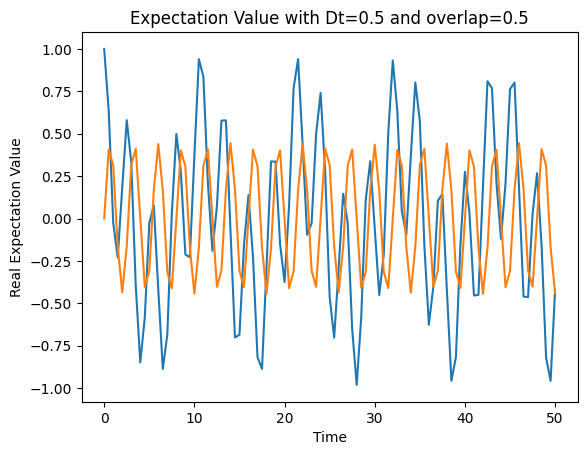 Expectation Value with Dt=0.5 and overlap=0.5
1.00
0.75
0.50
0.25
0.00
−0.25
−0.50
−0.75
−1.00
Real Expectation Value
0 10 20 30 40 50
Time